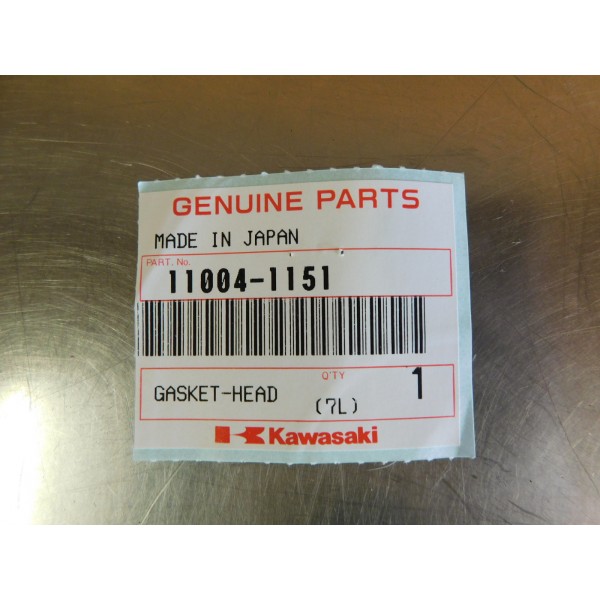 GENUINE PARTS
MADE IN JAPAN
PART. No.
11004-1151
Q'TY
GASKET-HEAD (7L) 1
Kawasaki